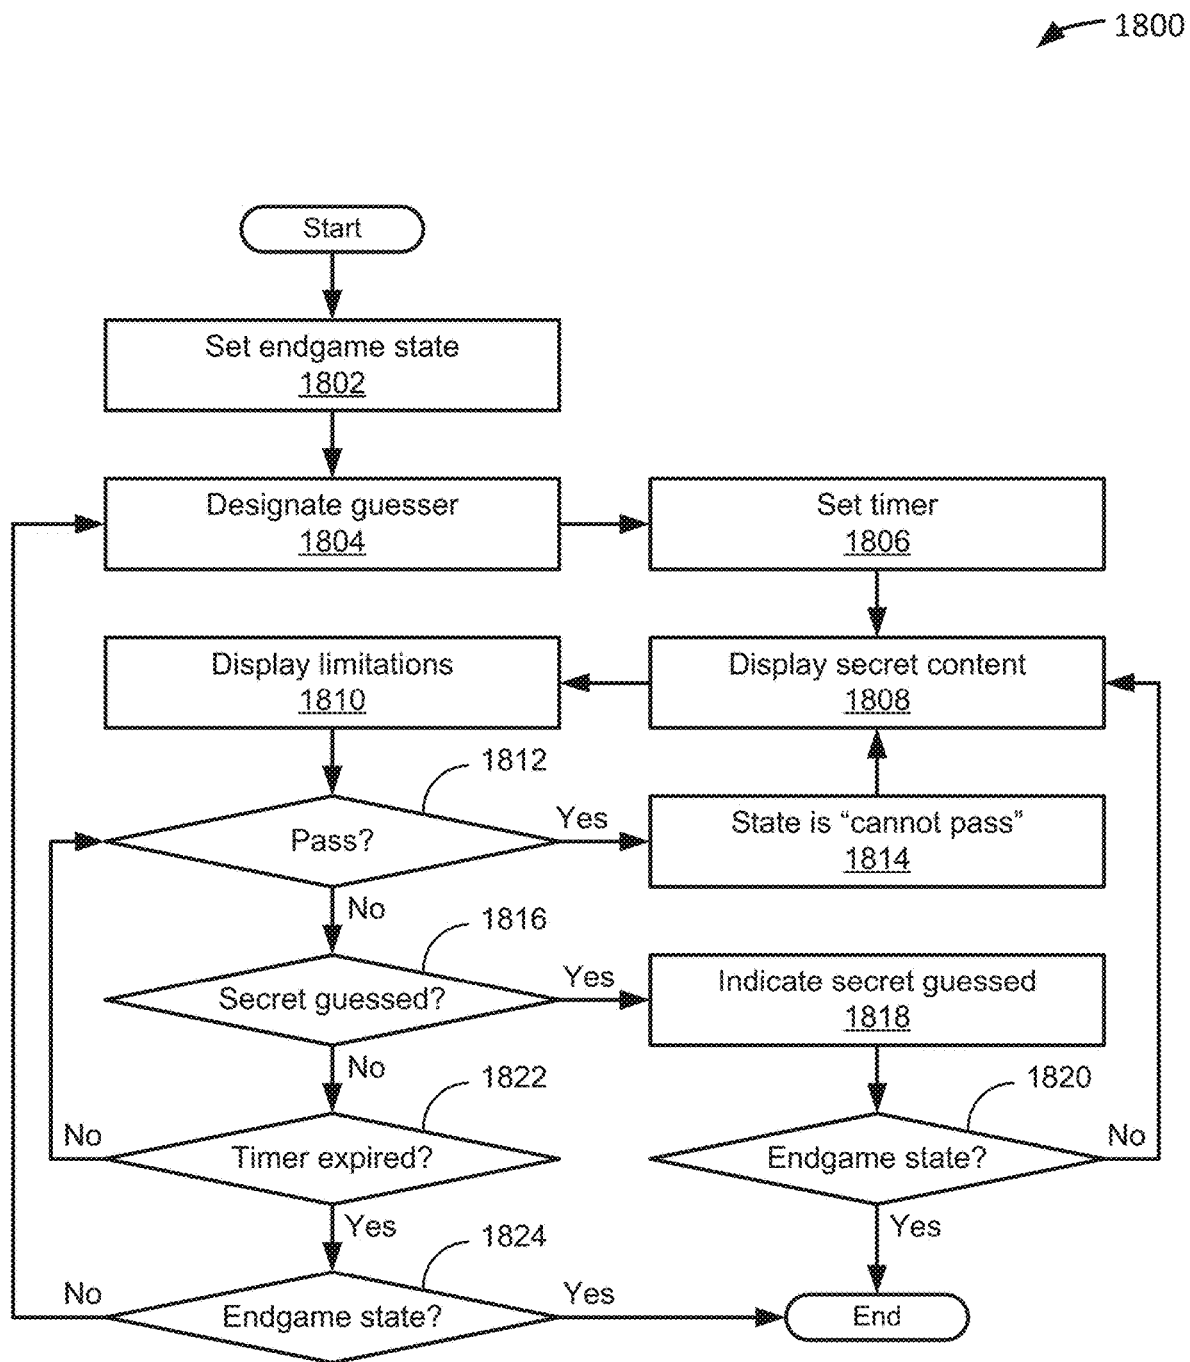 1800
Start
Set endgame state
1802
Designate guesser
1804
Set timer
1806
Display limitations
1810
Display secret content
1808
1812
Pass?
Yes
State is “cannot pass”
1814
No
1816
Secret guessed?
Yes
Indicate secret guessed
1818
No
1822
1820
No
Timer expired?
Endgame state?
No
Yes
Yes
1824
No
Endgame state?
Yes
End